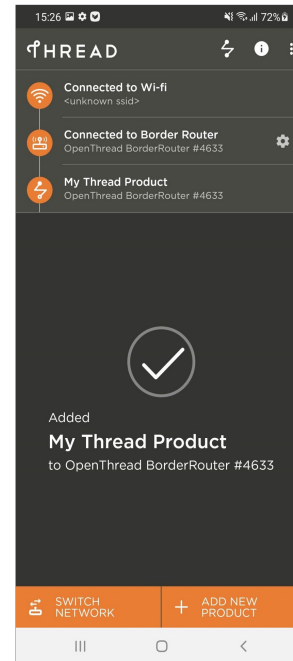 15:26 72%
THREAD
Connected to Wi-fi
<unknown ssid>
Connected to Border Router
OpenThread BorderRouter #4633
My Thread Product
OpenThread BorderRouter #4633
Added
My Thread Product
to OpenThread BorderRouter #4633
SWITCH
NETWORK
ADD NEW
PRODUCT